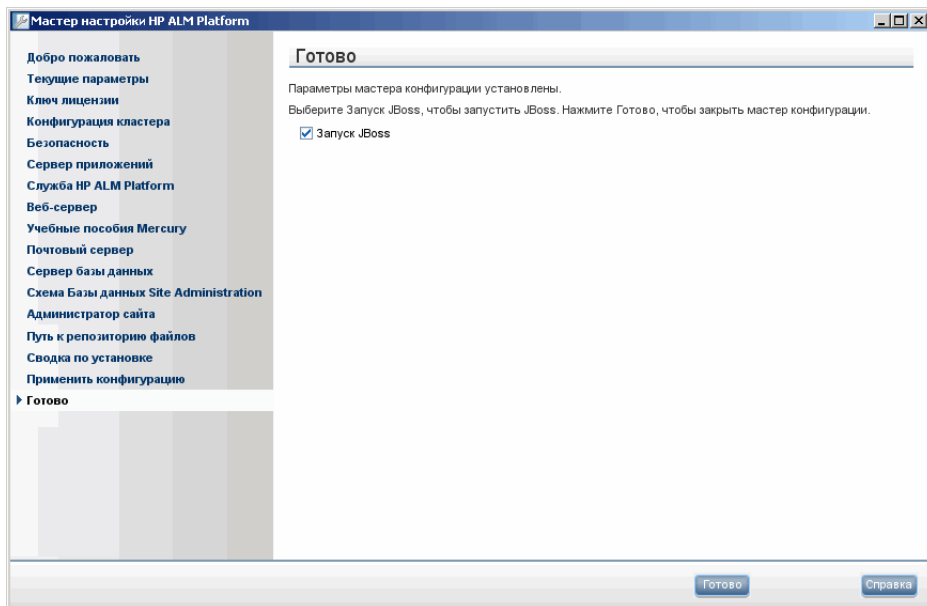 Мастер настройки HP ALM Platform
Добро пожаловать
Текущие параметры
Ключ лицензии
Конфигурация кластера
Безопасность
Сервер приложений
Служба HP ALM Platform
Веб-сервер
Учебные пособия Mercury
Почтовый сервер
Сервер базы данных
Схема Базы данных Site Administration
Администратор сайта
Путь к репозиторию файлов
Сводка по установке
Применить конфигурацию
Готово
Готово
Параметры мастера конфигурации установлены.
Выберите Запуск JBoss, чтобы запустить JBoss. Нажмите Готово, чтобы закрыть мастер конфигурации.
Запуск JBoss
Готово
Справка